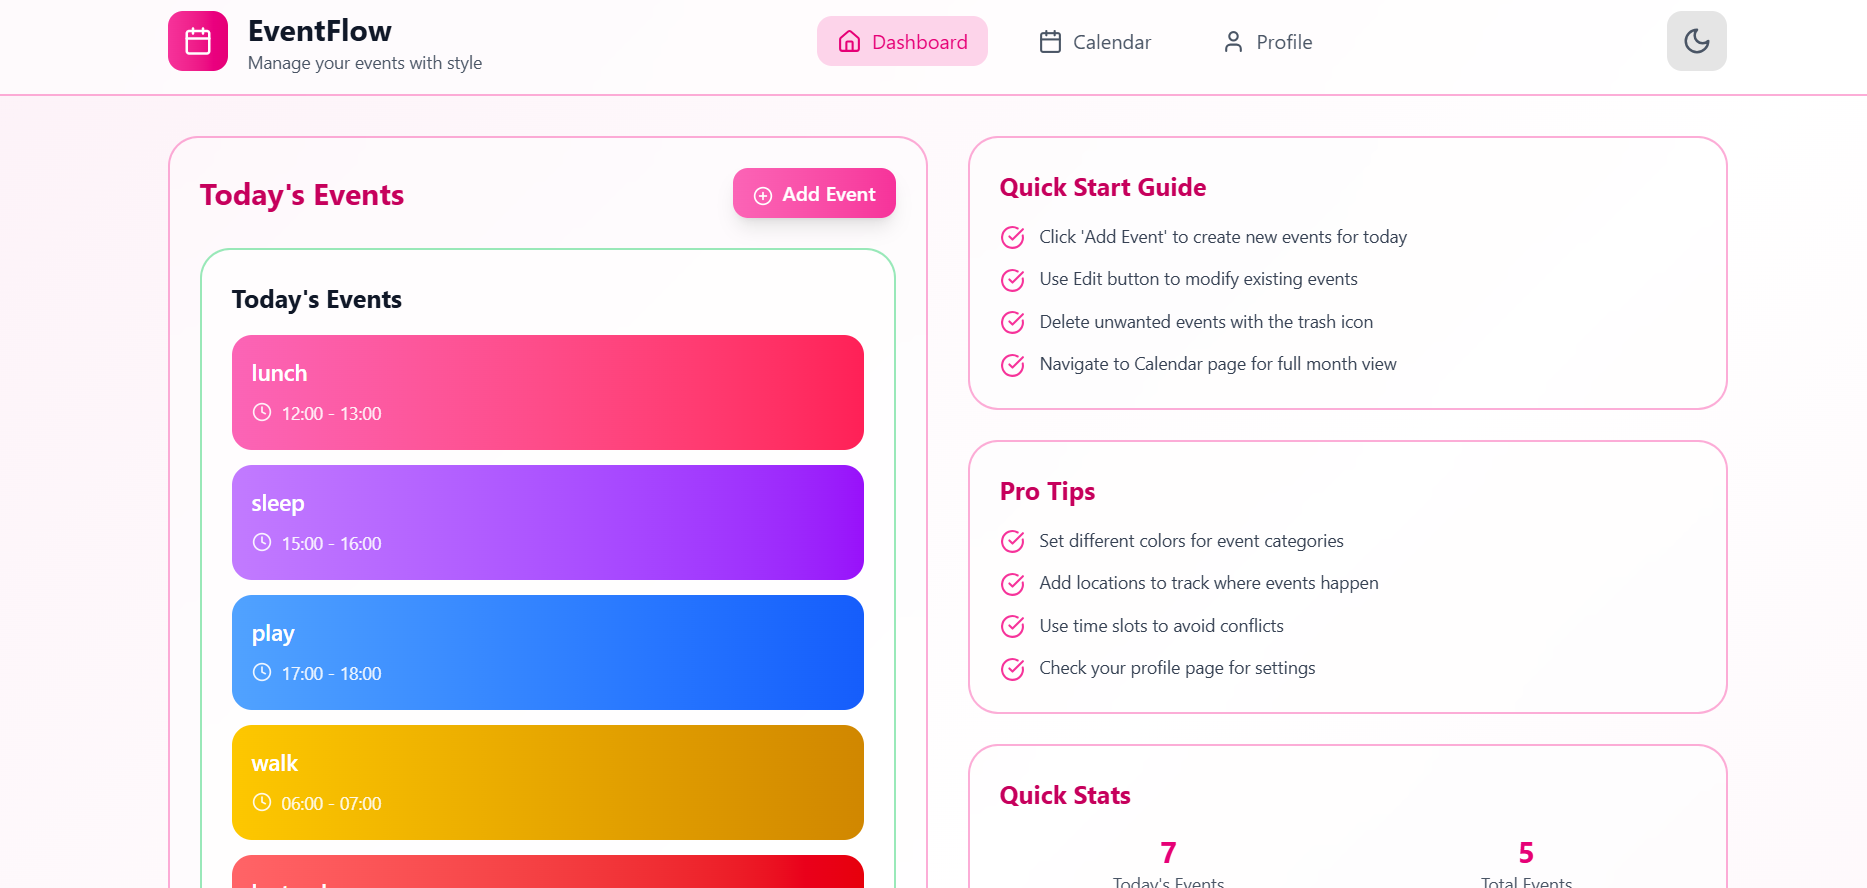 EventFlow
Manage your events with style
Dashboard
Calendar
Profile
Today's Events
Add Event
Today's Events
lunch
12:00 - 13:00
sleep
15:00 - 16:00
play
17:00 - 18:00
walk
06:00 - 07:00
Quick Start Guide
Click 'Add Event' to create new events for today
Use Edit button to modify existing events
Delete unwanted events with the trash icon
Navigate to Calendar page for full month view
Pro Tips
Set different colors for event categories
Add locations to track where events happen
Use time slots to avoid conflicts
Check your profile page for settings
Quick Stats
7
Today's Events
5
Total Events